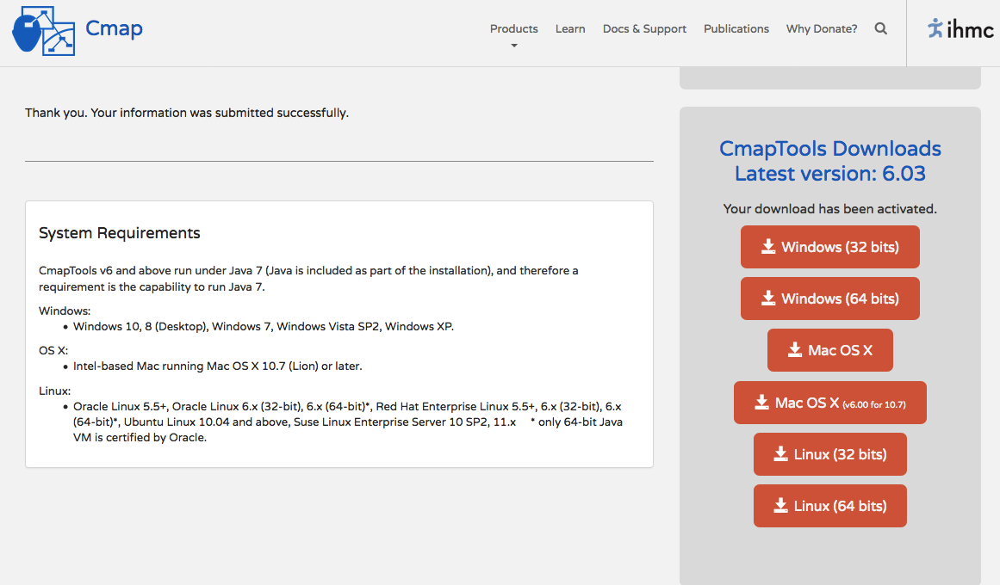 Cmap
Products
Learn
Docs & Support
Publications
Why Donate?
ihmc
Thank you. Your information was submitted successfully.
System Requirements
CmapTools v6 and above run under Java 7 (Java is included as part of the installation), and therefore a
requirement is the capability to run Java 7.
Windows:
• Windows 10, 8 (Desktop), Windows 7, Windows Vista SP2, Windows XP.
OS X:
• Intel-based Mac running Mac OS X 10.7 (Lion) or later.
Linux:
• Oracle Linux 5.5+, Oracle Linux 6.x (32-bit), 6.x (64-bit)*, Red Hat Enterprise Linux 5.5+, 6.x (32-bit), 6.x
(64-bit)*, Ubuntu Linux 10.04 and above, Suse Linux Enterprise Server 10 SP2, 11.x * only 64-bit Java
VM is certified by Oracle.
CmapTools Downloads
Latest version: 6.03
Your download has been activated.
Windows (32 bits)
Windows (64 bits)
Mac OS X
Mac OS X (v6.00 for 10.7)
Linux (32 bits)
Linux (64 bits)